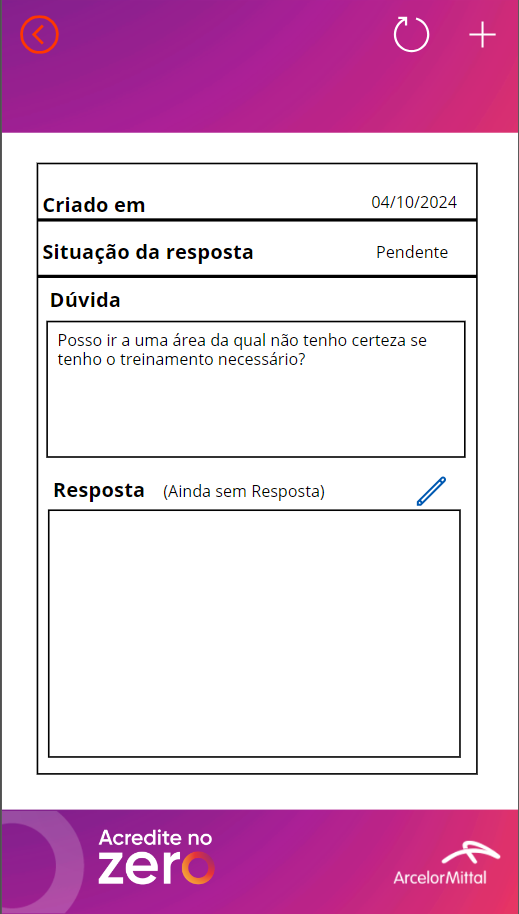 Criado em 04/10/2024
Situação da resposta Pendente
Dúvida
Posso ir a uma área da qual não tenho certeza se
tenho o treinamento necessário?
Resposta (Ainda sem Resposta)
Acredite no
zero
ArcelorMittal